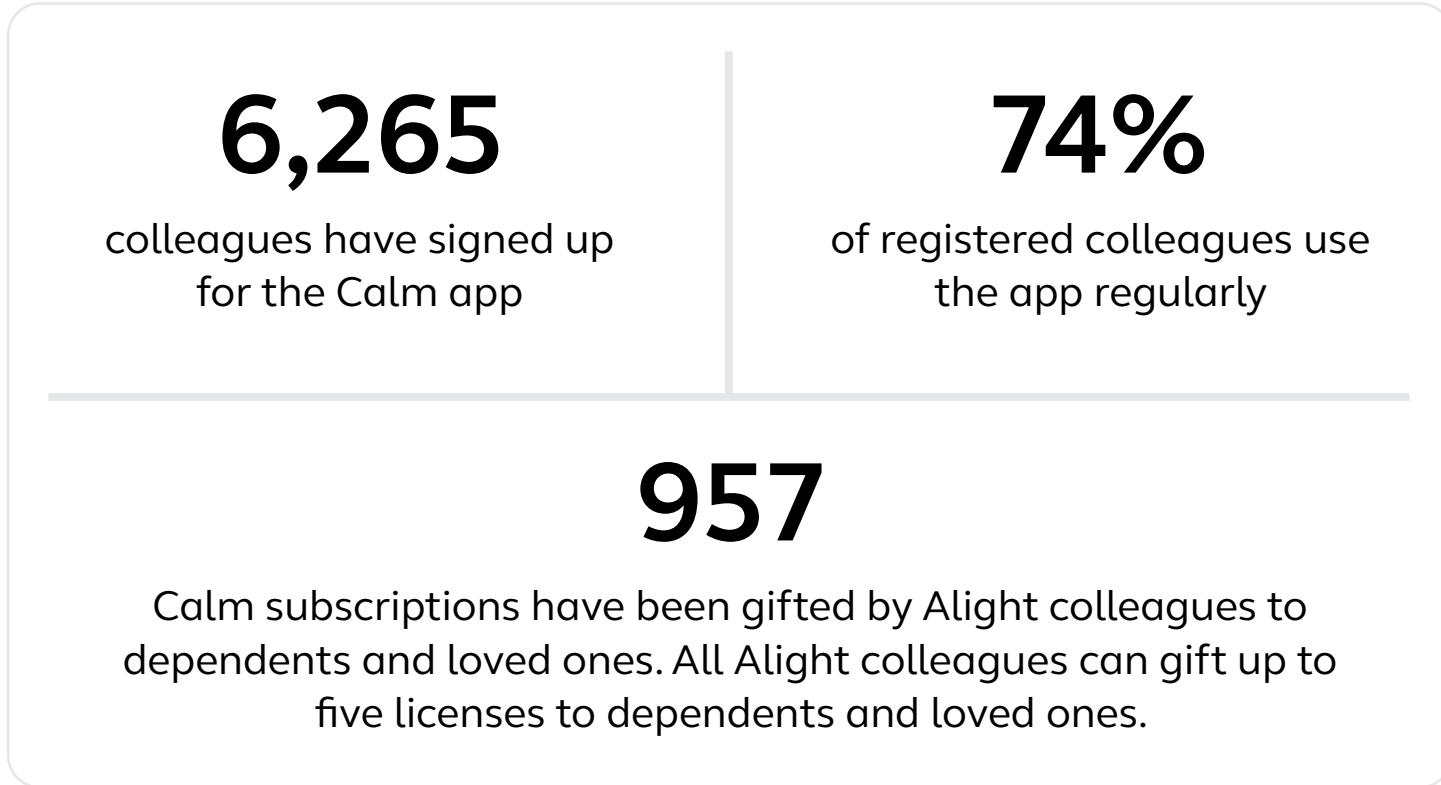 6,265
colleagues have signed up
for the Calm app
74%
of registered colleagues use
the app regularly
957
Calm subscriptions have been gifted by Alight colleagues to
dependents and loved ones. All Alight colleagues can gift up to
five licenses to dependents and loved ones.